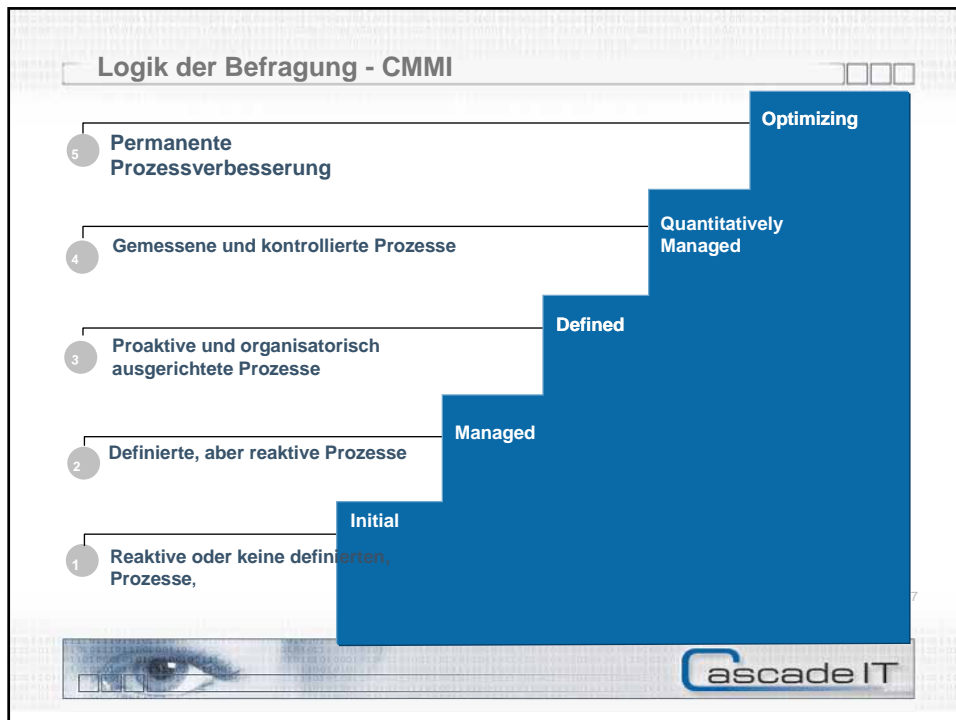 Logik der Befragung - CMMI
Optimizing
5
Permanente
Prozessverbesserung
Quantitatively
Managed
4
Gemessene und kontrollierte Prozesse
Defined
3
Proaktive und organisatorisch
ausgerichtete Prozesse
Managed
2
Definierte, aber reaktive Prozesse
Initial
1
Reaktive oder keine definierten,
Prozesse,
7
Cascade IT